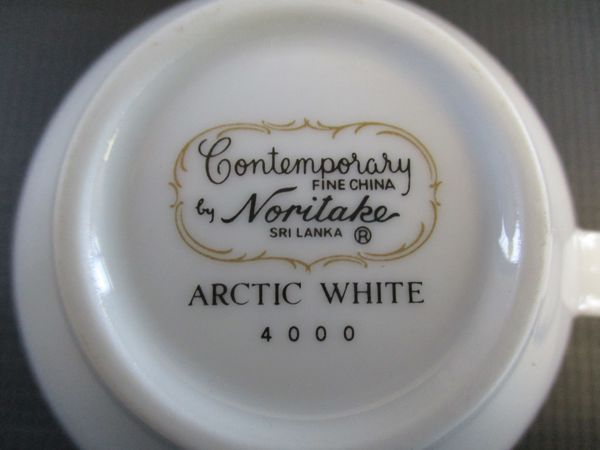 Contemporary
FINE CHINA
by Noritake
SRI LANKA ®
ARCTIC WHITE
4000